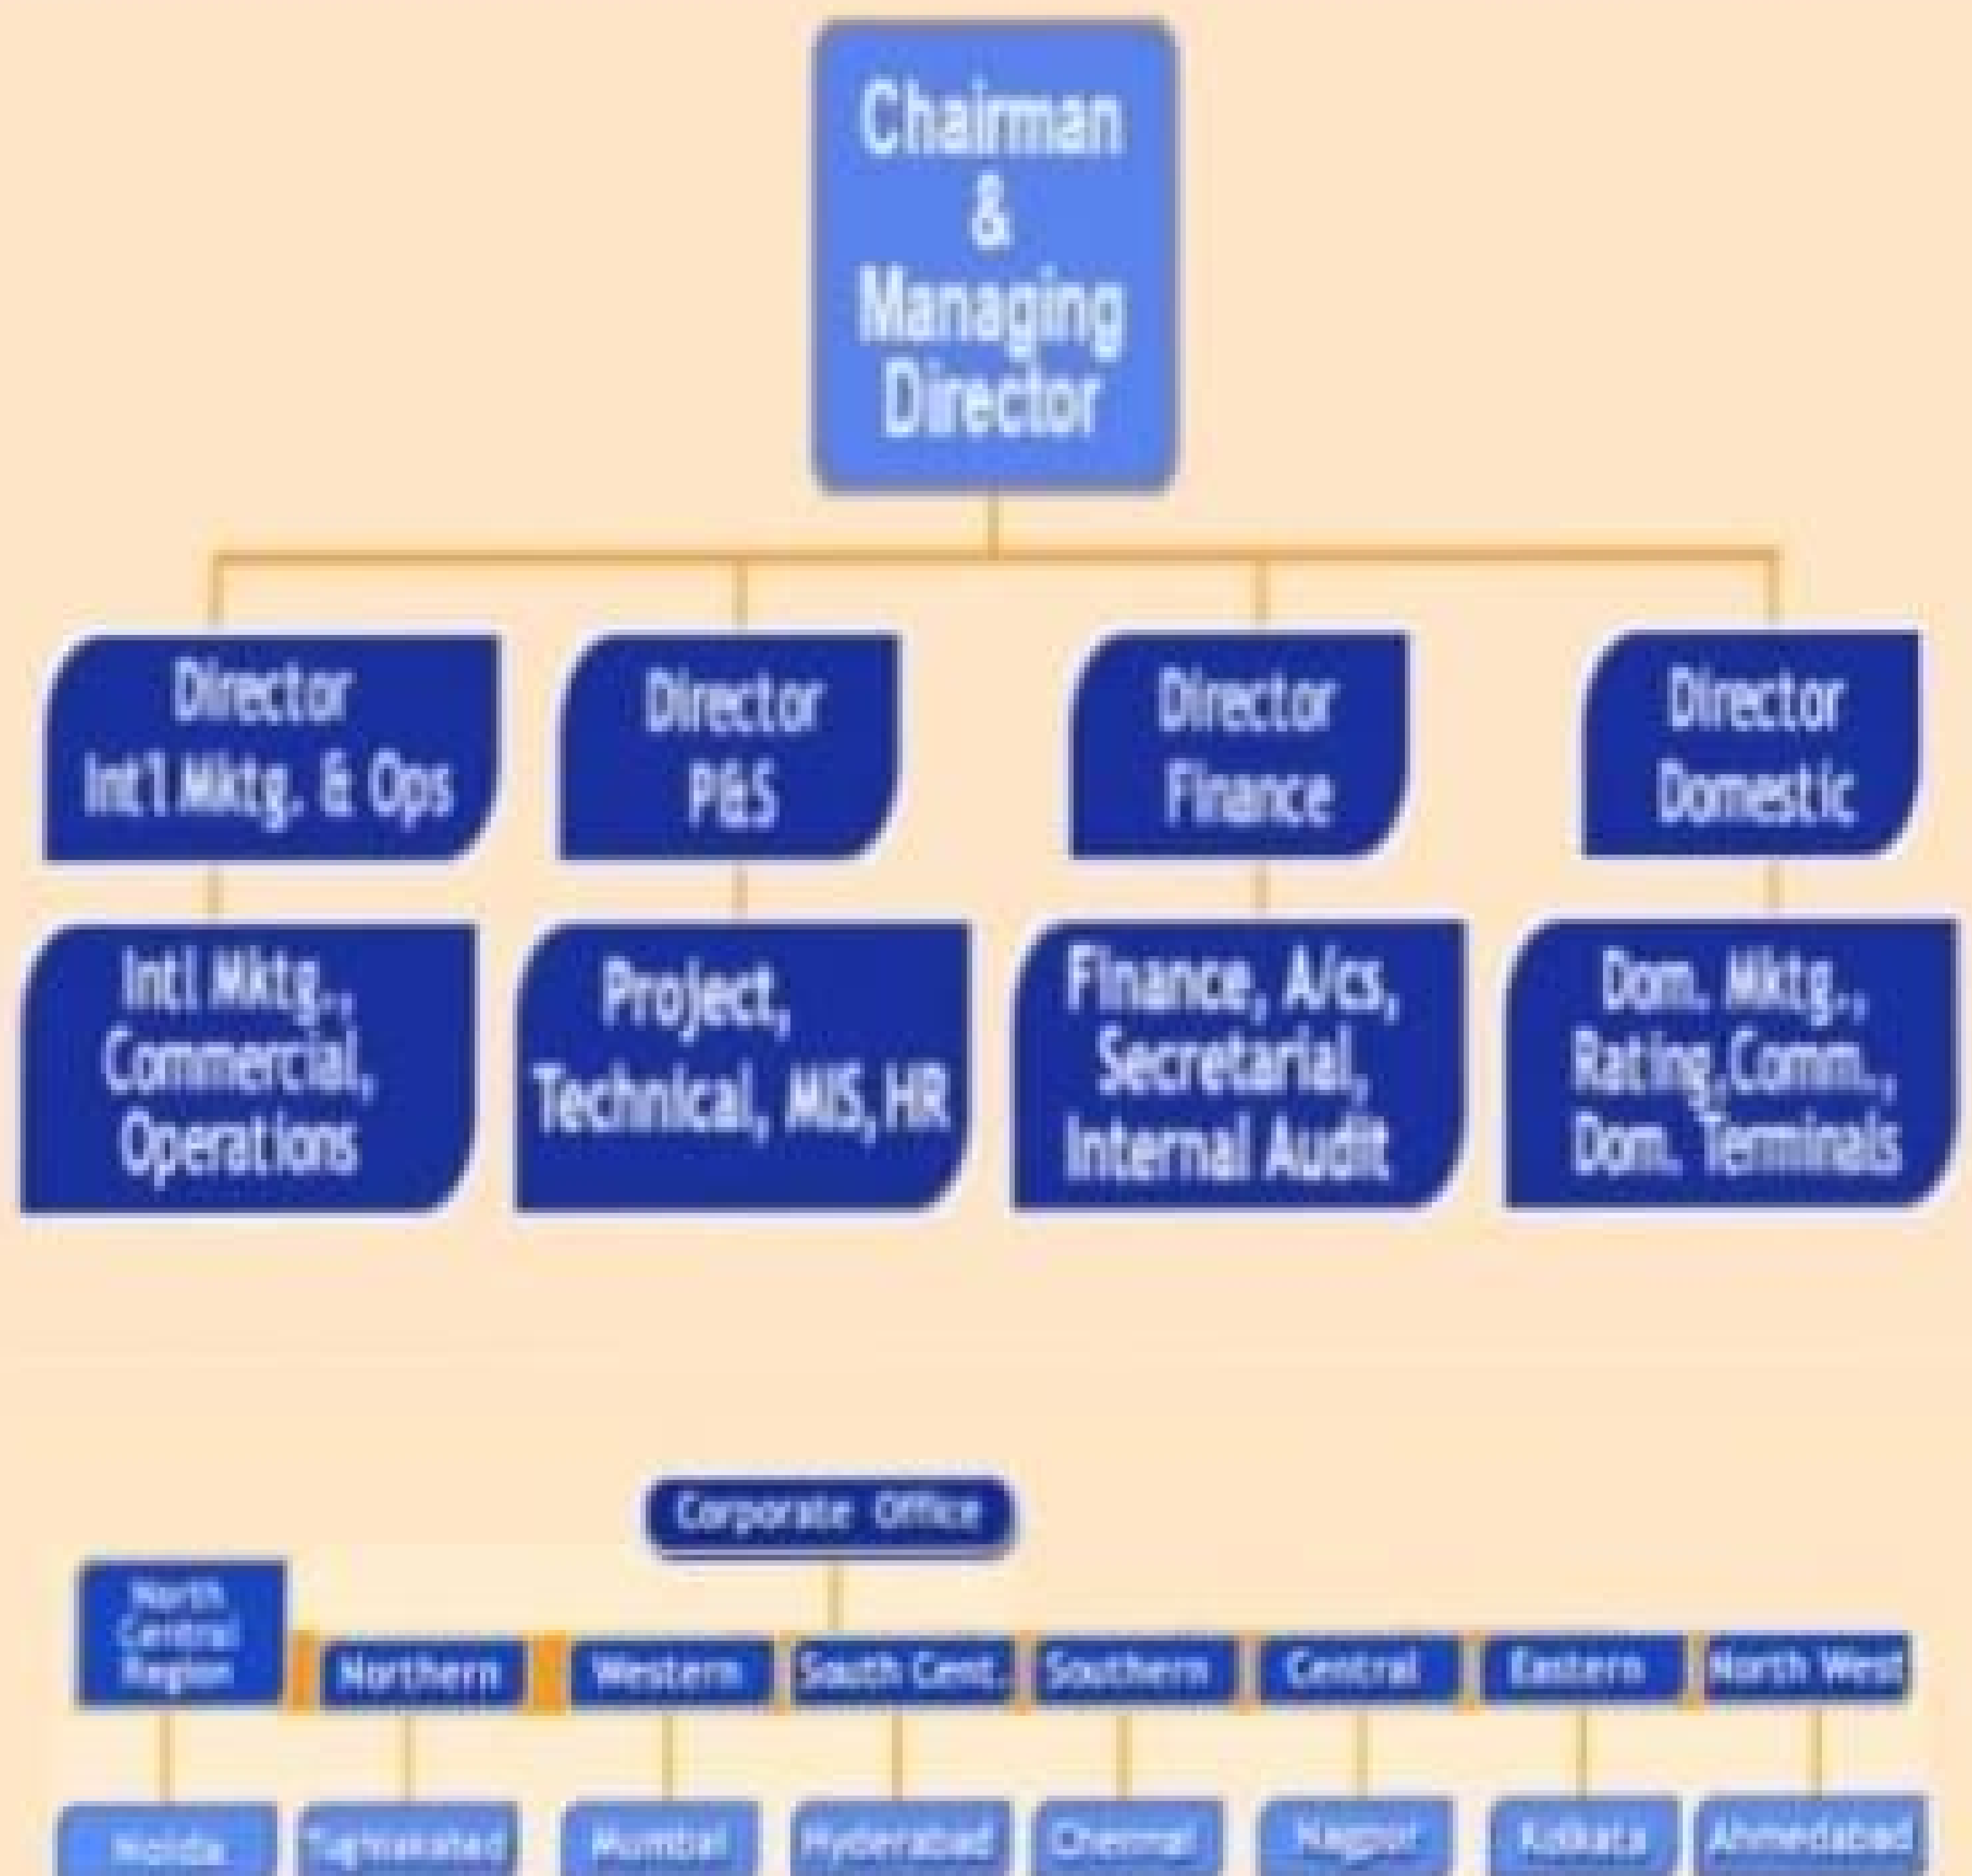 Chairman
&
Managing
Director
Director
Int'l Mktg. & Ops
Director
P&S
Director
Finance
Director
Domestic
Intl Mktg.,
Commercial,
Operations
Project,
Technical, MIS, HR
Finance, A/cs,
Secretarial,
Internal Audit
Dom. Mktg.,
Rating,Comm.,
Dom. Terminals
Corporate Office
North
Central
Region
Northern
Western
South Cent.
Southern
Central
Eastern
North West
Noida
Mumbai
Hyderabad
Chennai
Nagpur
Kolkata
Ahmedabad